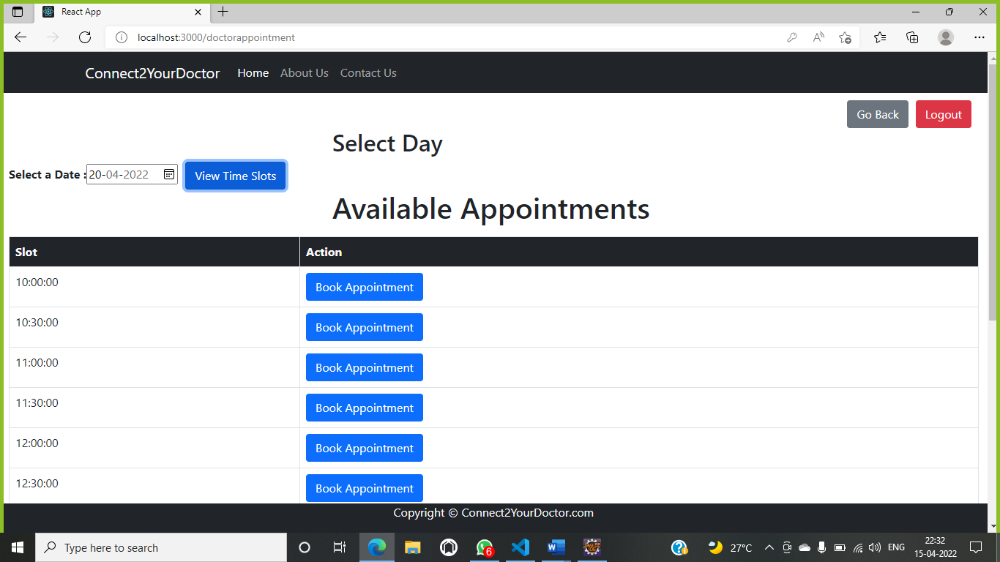 React App
localhost:3000/doctorappointment
Connect2YourDoctor Home About Us Contact Us
Go Back Logout
Select Day
Select a Date : 20-04-2022 View Time Slots
Available Appointments
Slot Action
10:00:00 Book Appointment
10:30:00 Book Appointment
11:00:00 Book Appointment
11:30:00 Book Appointment
12:00:00 Book Appointment
12:30:00 Book Appointment
Copyright © Connect2YourDoctor.com
Type here to search 6 27°C ENG 22:32
15-04-2022